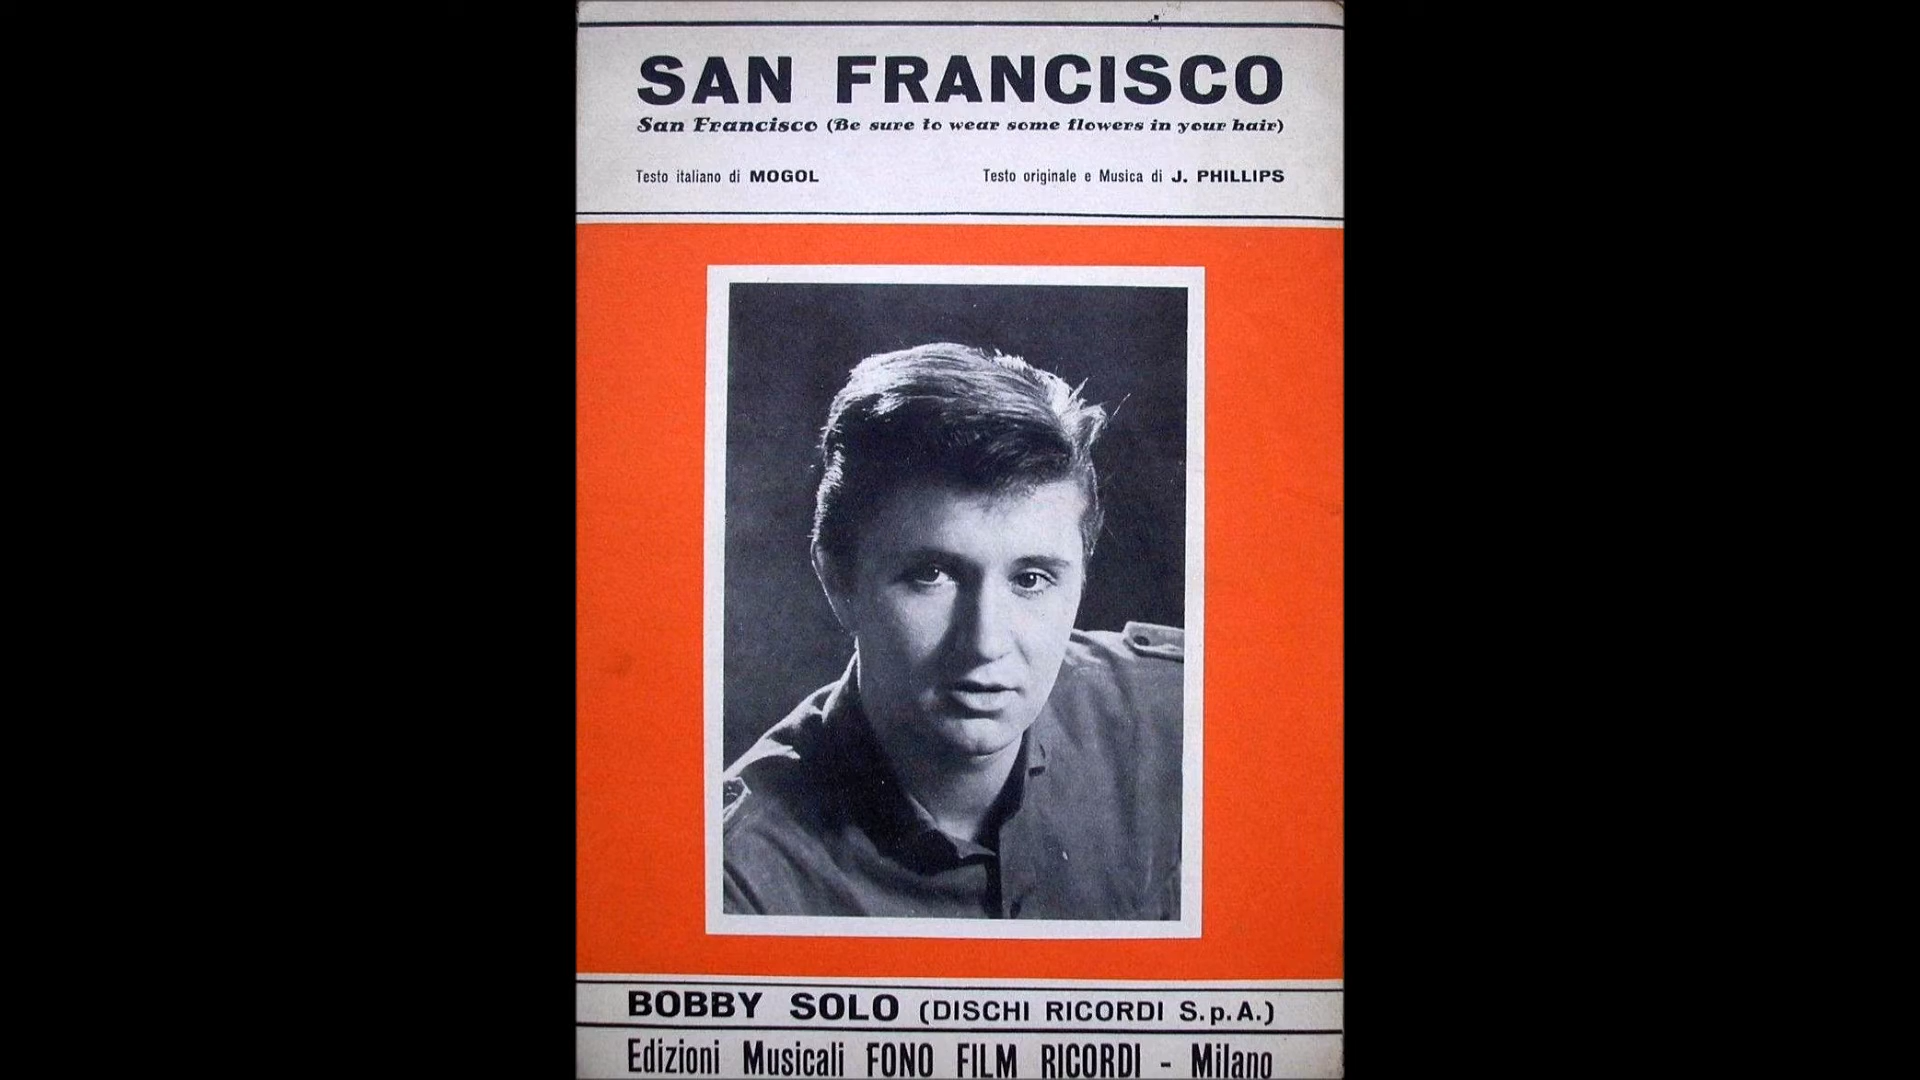 SAN FRANCISCO
San Francisco (Be sure to wear some flowers in your hair)
Testo italiano di MOGOL
Testo originale e Musica di J. PHILLIPS
BOBBY SOLO (DISCHI RICORDI S.p.A.)
Edizioni Musicali FONO FILM RICORDI - Milano